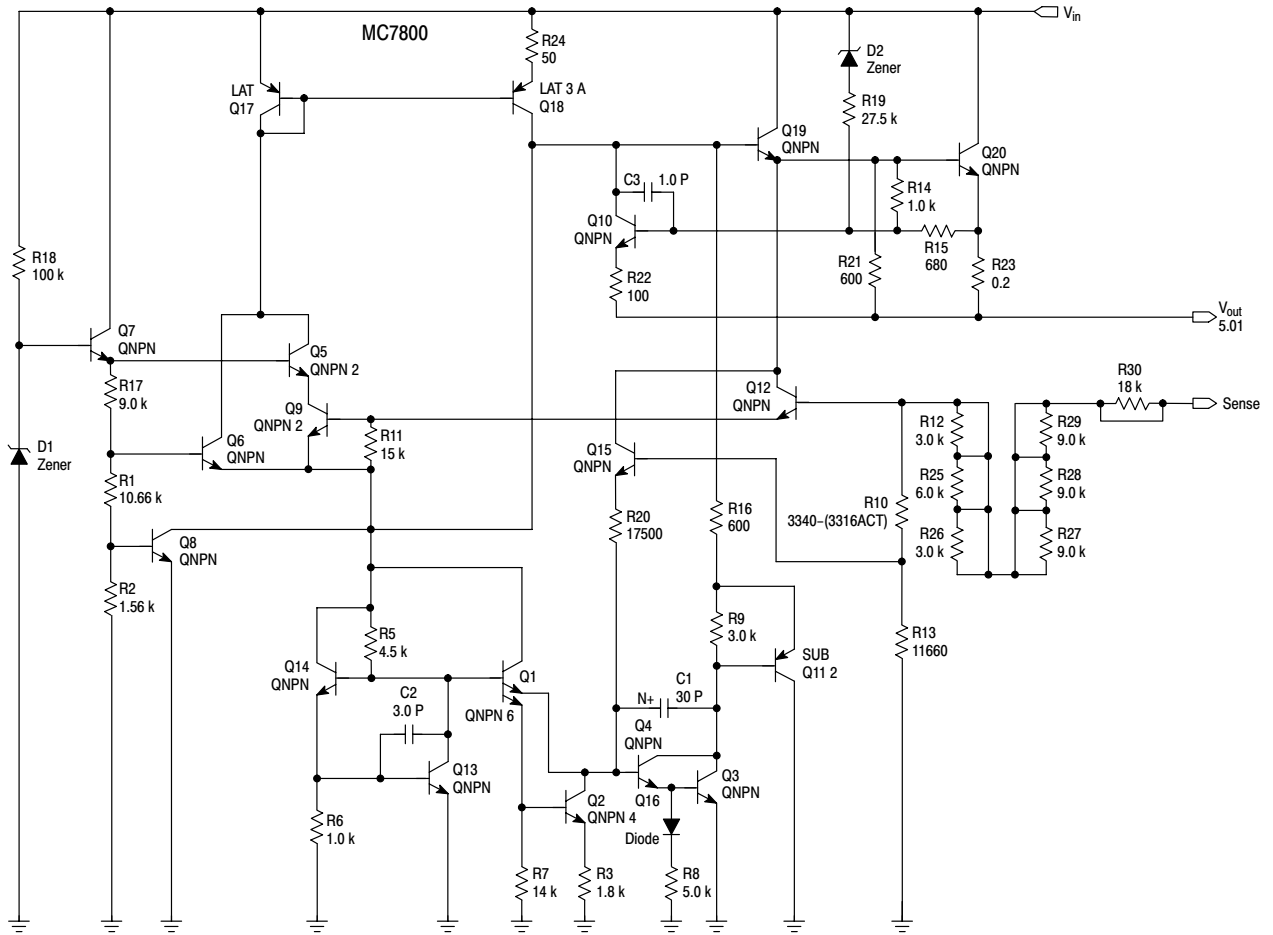 MC7800
Vin
R24
50
D2
Zener
LAT
Q17
LAT 3 A
Q18
R19
27.5 k
Q19
QNPN
Q20
QNPN
C3
1.0 P
R14
1.0 k
Q10
QNPN
R15
680
R18
100 k
R21
600
R23
0.2
R22
100
Vout
5.01
Q7
QNPN
Q5
QNPN 2
R30
18 k
Sense
R17
9.0 k
Q12
QNPN
Q9
QNPN 2
R12
3.0 k
R29
9.0 k
R11
15 k
Q6
QNPN
D1
Zener
Q15
QNPN
R25
6.0 k
R28
9.0 k
R1
10.66 k
R10
3340-(3316ACT)
R16
600
R20
17500
R26
3.0 k
R27
9.0 k
Q8
QNPN
R2
1.56 k
R9
3.0 k
R13
11660
R5
4.5 k
SUB
Q11 2
Q14
QNPN
Q1
QNPN 6
C1
30 P
N+
C2
3.0 P
Q4
QNPN
Q13
QNPN
Q3
QNPN
Q16
Q2
QNPN 4
R6
1.0 k
Diode
R7
14 k
R3
1.8 k
R8
5.0 k